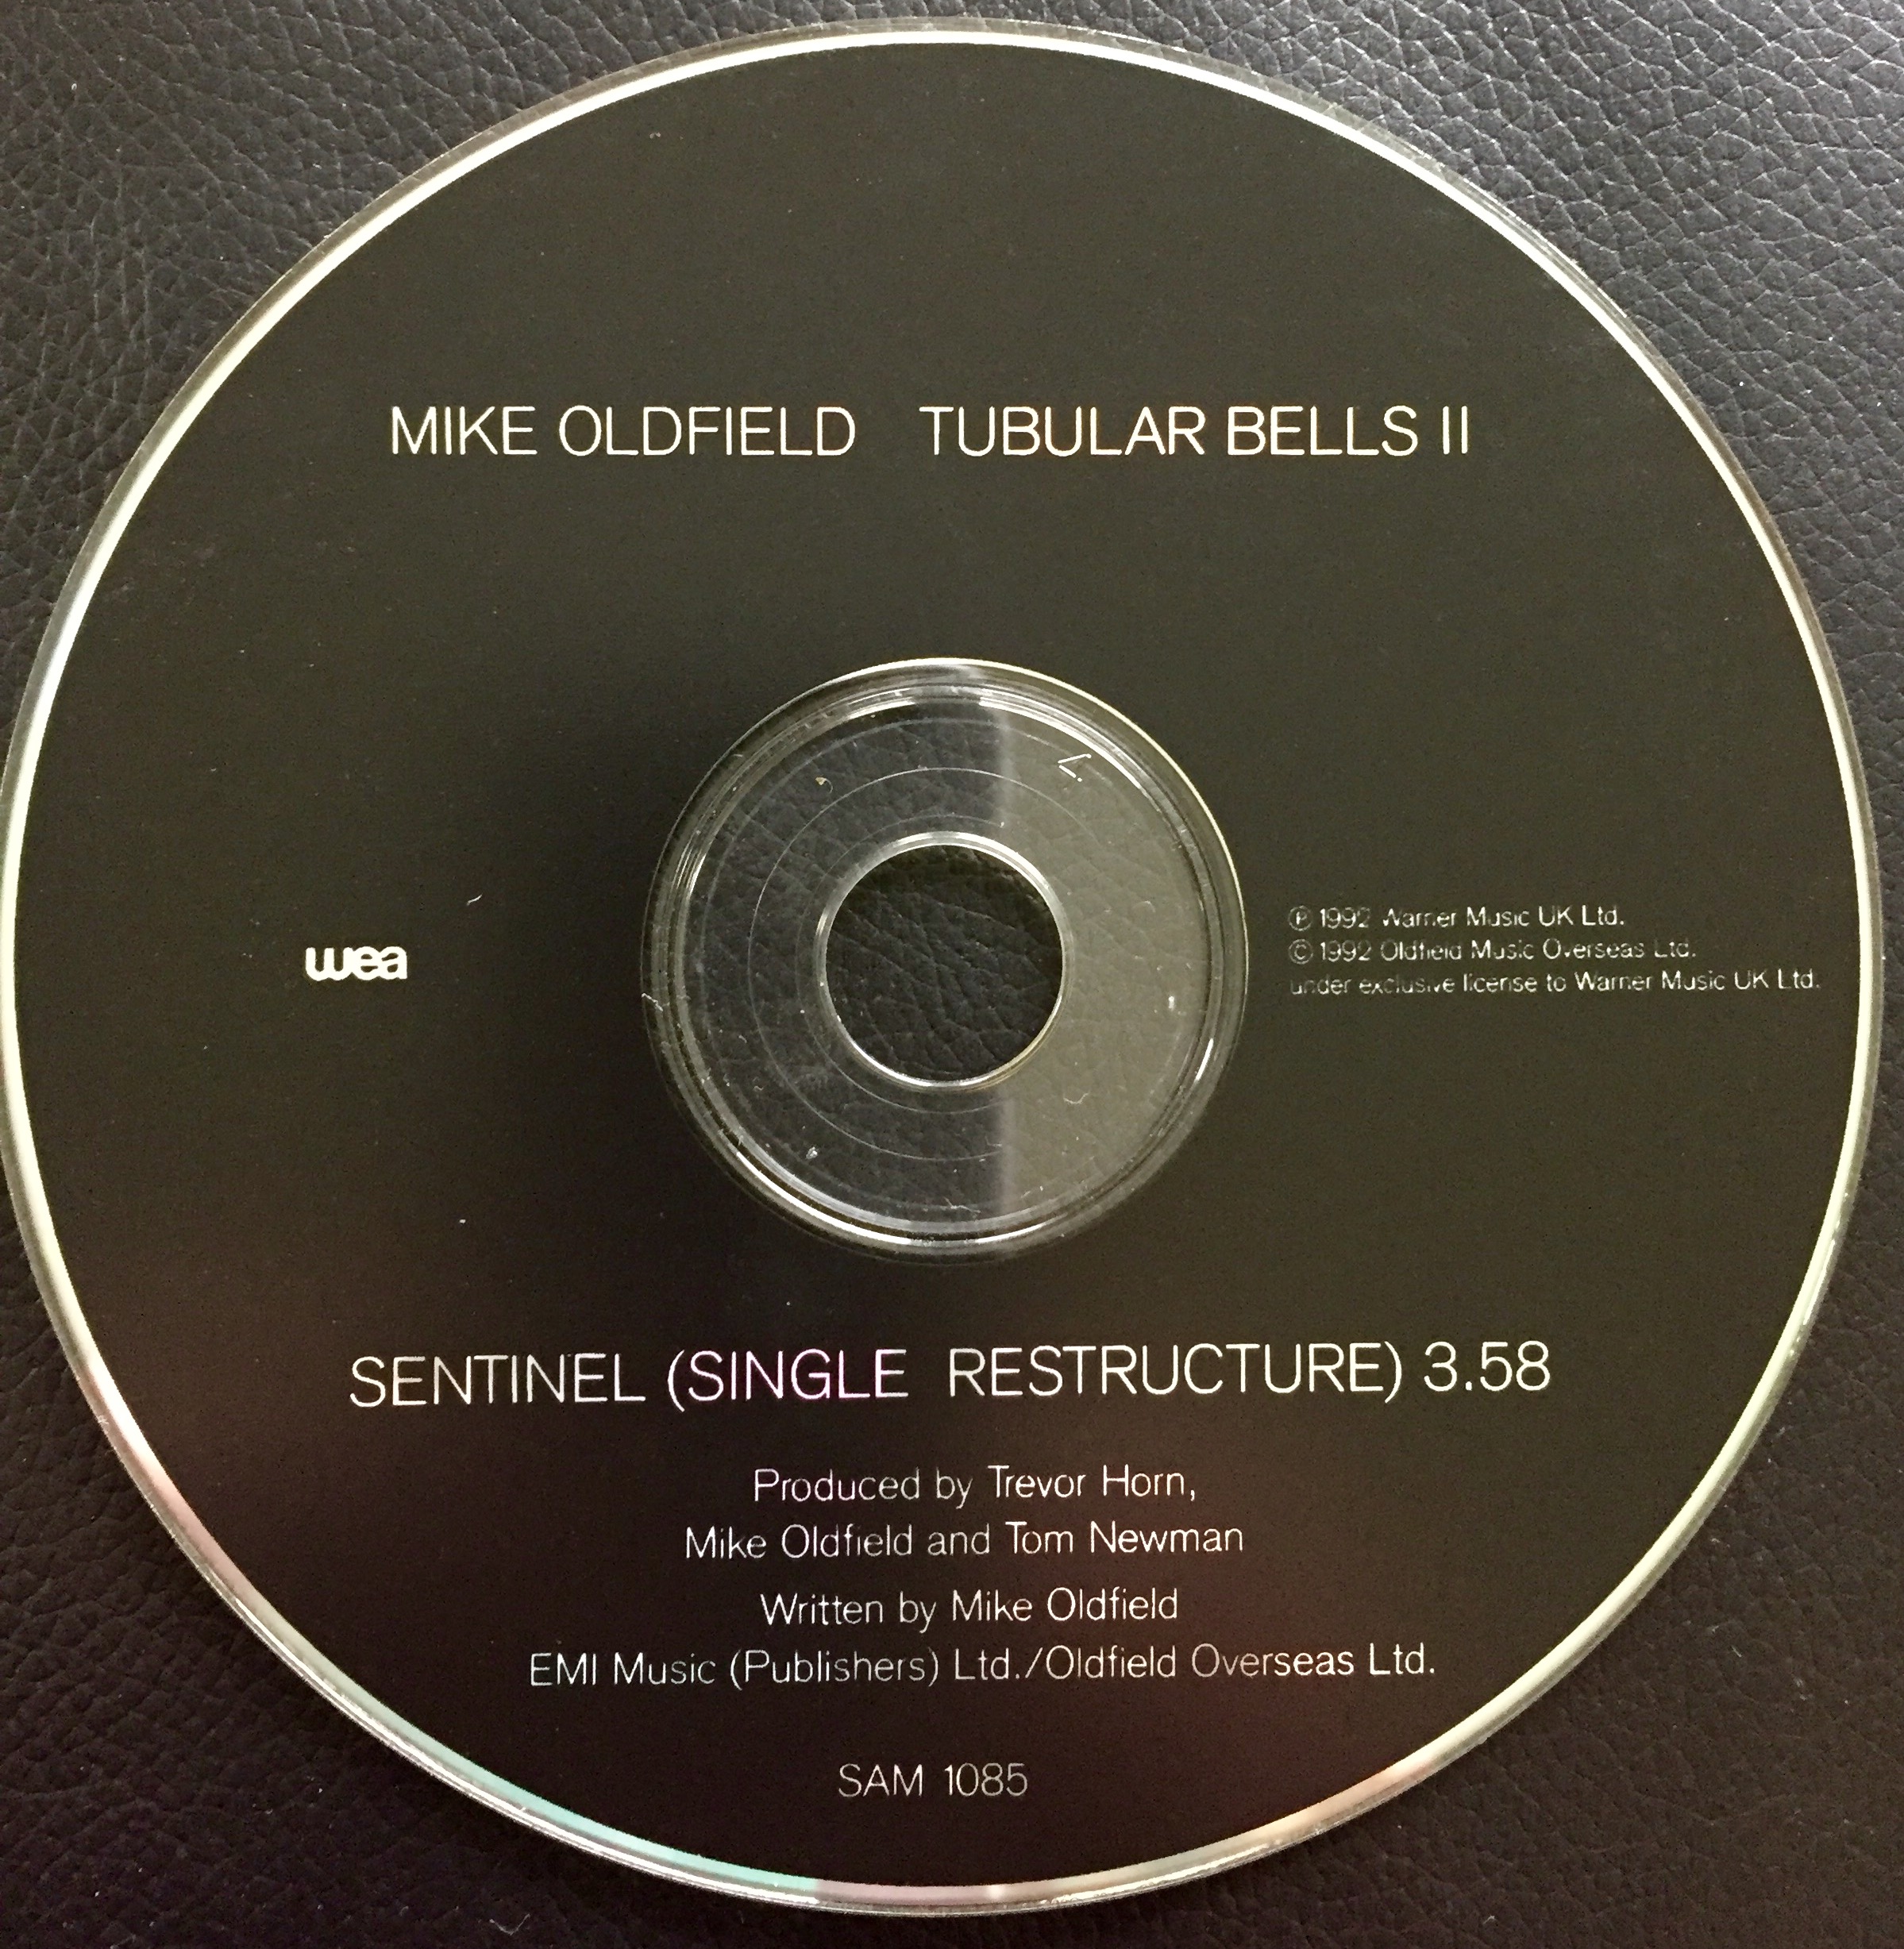 MIKE OLDFIELD TUBULAR BELLS II
wea
℗ 1992 Warner Music UK Ltd.
© 1992 Oldfield Music Overseas Ltd.
under exclusive license to Warner Music UK Ltd.
SENTINEL (SINGLE RESTRUCTURE) 3.58
Produced by Trevor Horn,
Mike Oldfield and Tom Newman
Written by Mike Oldfield
EMI Music (Publishers) Ltd./Oldfield Overseas Ltd.
SAM 1085